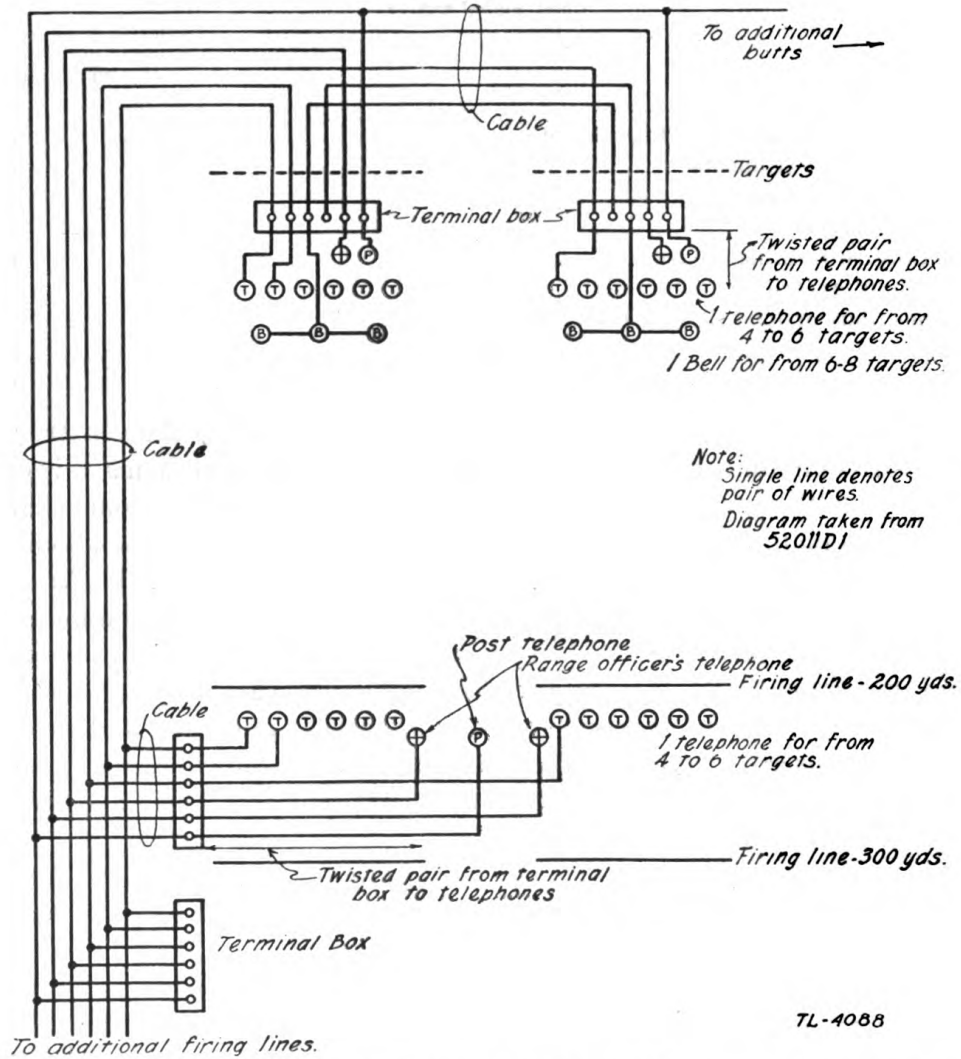 To additional
butts
Cable
Targets
Terminal box
Twisted pair
from terminal box
to telephones.
P
P
T T T T T T
T T T T T T
1 telephone for from
4 to 6 targets.
B B B
B B B
1 Bell for from 6-8 targets.
Cable
Note:
Single line denotes
pair of wires.
Diagram taken from
52011D1
Post telephone
Range officer's telephone
Firing line-200 yds.
Cable
T T T T T T
T T T T T T
P
1 telephone for from
4 to 6 targets.
Firing line-300 yds.
Twisted pair from terminal
box to telephones
Terminal Box
TL-4088
To additional firing lines.